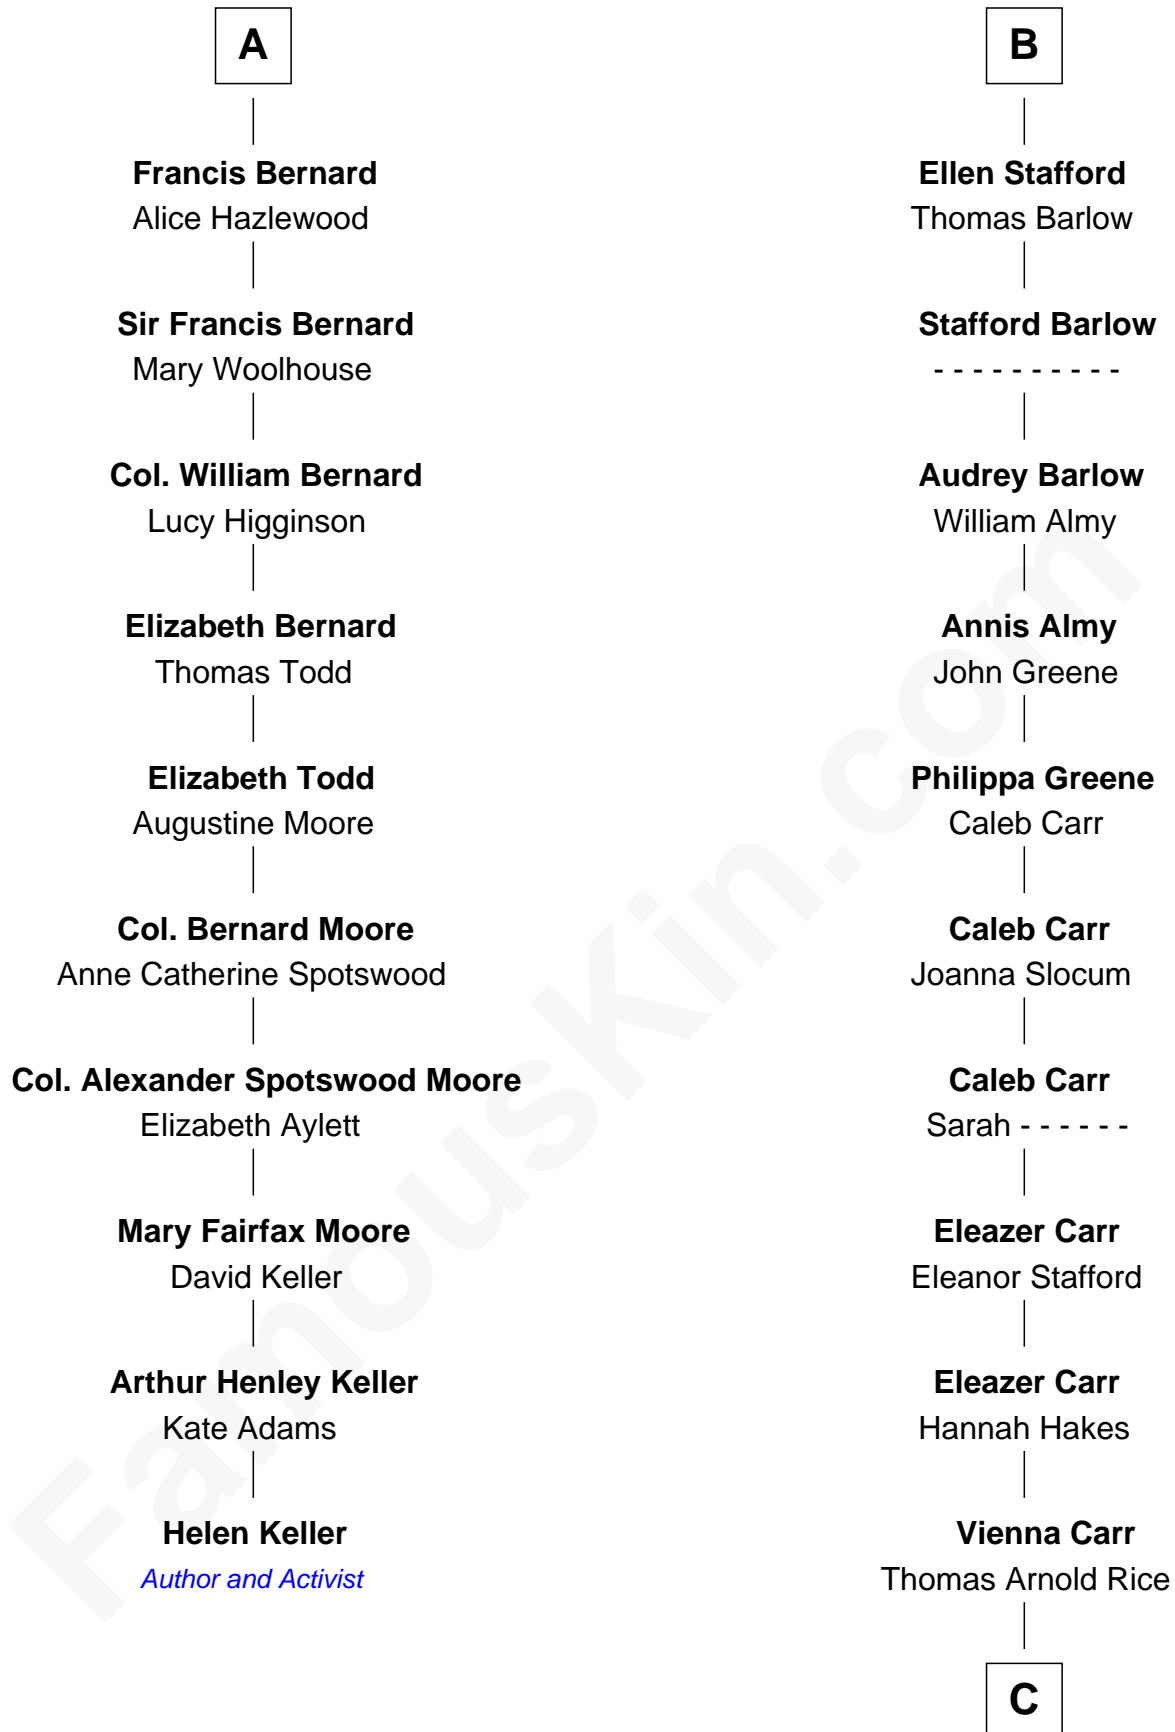 A
Francis Bernard
Alice Hazlewood
Sir Francis Bernard
Mary Woolhouse
Col. William Bernard
Lucy Higginson
Elizabeth Bernard
Thomas Todd
Elizabeth Todd
Augustine Moore
Col. Bernard Moore
Anne Catherine Spotswood
Col. Alexander Spotswood Moore
Elizabeth Aylett
Mary Fairfax Moore
David Keller
Arthur Henley Keller
Kate Adams
Helen Keller
Author and Activist
B
Ellen Stafford
Thomas Barlow
Stafford Barlow
- - - - - - - - - -
Audrey Barlow
William Almy
Annis Almy
John Greene
Philippa Greene
Caleb Carr
Caleb Carr
Joanna Slocum
Caleb Carr
Sarah - - - - - -
Eleazer Carr
Eleanor Stafford
Eleazer Carr
Hannah Hakes
Vienna Carr
Thomas Arnold Rice
C
FamousKin.com